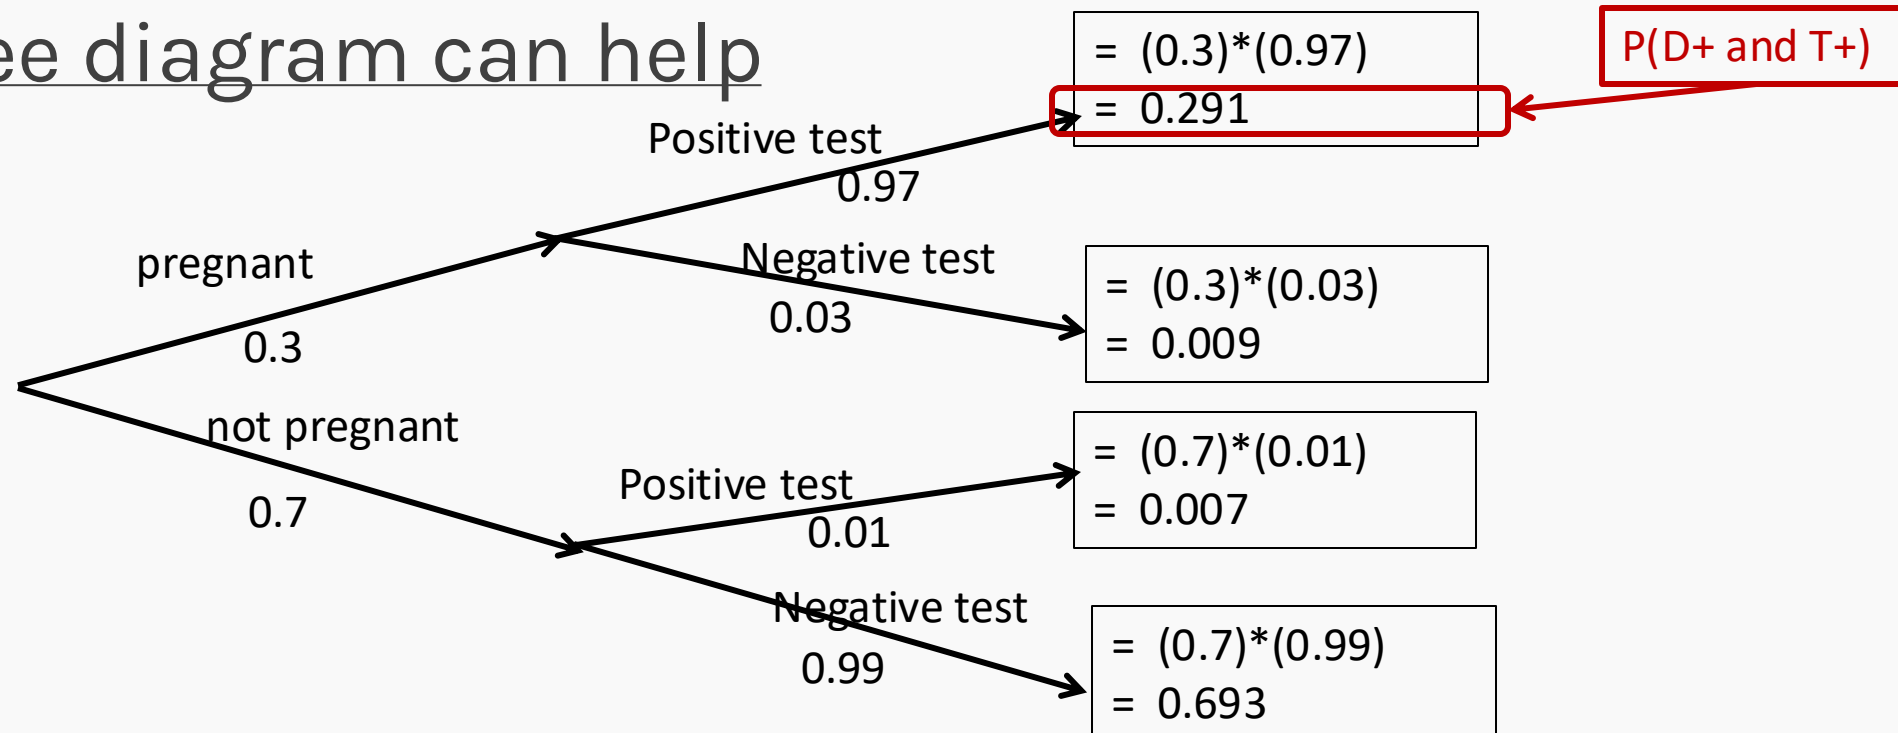 ee diagram can help
= (0.3)*(0.97)
= 0.291
P(D+ and T+)
Positive test
0.97
pregnant
0.3
Negative test
0.03
= (0.3)*(0.03)
= 0.009
not pregnant
0.7
Positive test
0.01
= (0.7)*(0.01)
= 0.007
Negative test
0.99
= (0.7)*(0.99)
= 0.693